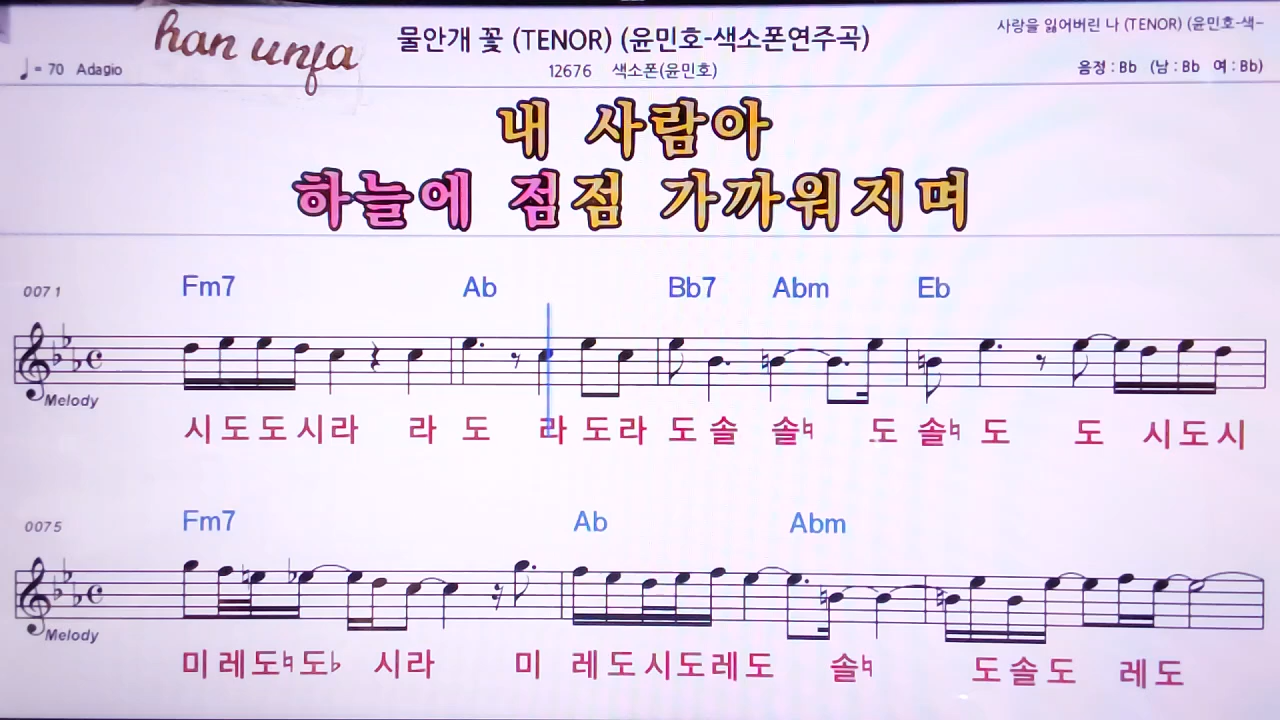 han unja
물안개 꽃 (TENOR) (윤민호-색소폰연주곡)
사랑을 잃어버린 나 (TENOR) (윤민호-색-
♩= 70 Adagio
12676 색소폰(윤민호)
음정 : Bb (남 : Bb 여 : Bb)
내 사람아
하늘에 점점 가까워지며
0071 Fm7 Ab Bb7 Abm Eb
Melody
시 도 도 시 라 라 도 라 도 라 도 솔 솔♮ 도 솔♮ 도 도 시 도 시
0075 Fm7 Ab Abm
Melody
미 레 도♮ 도♭ 시 라 미 레 도 시 도 레 도 솔♮ 도 솔 도 레 도